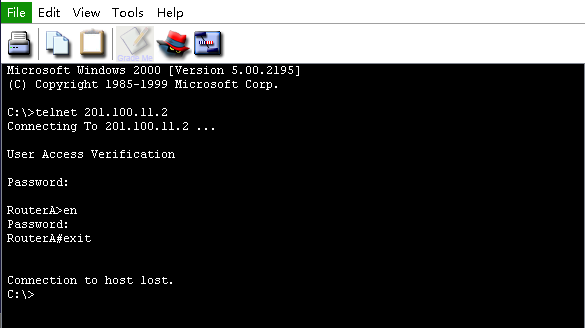 File Edit View Tools Help
Grade Me
Microsoft Windows 2000 [Version 5.00.2195]
(C) Copyright 1985-1999 Microsoft Corp.
C:\>telnet 201.100.11.2
Connecting To 201.100.11.2 ...
User Access Verification
Password:
RouterA>en
Password:
RouterA#exit
Connection to host lost.
C:\>